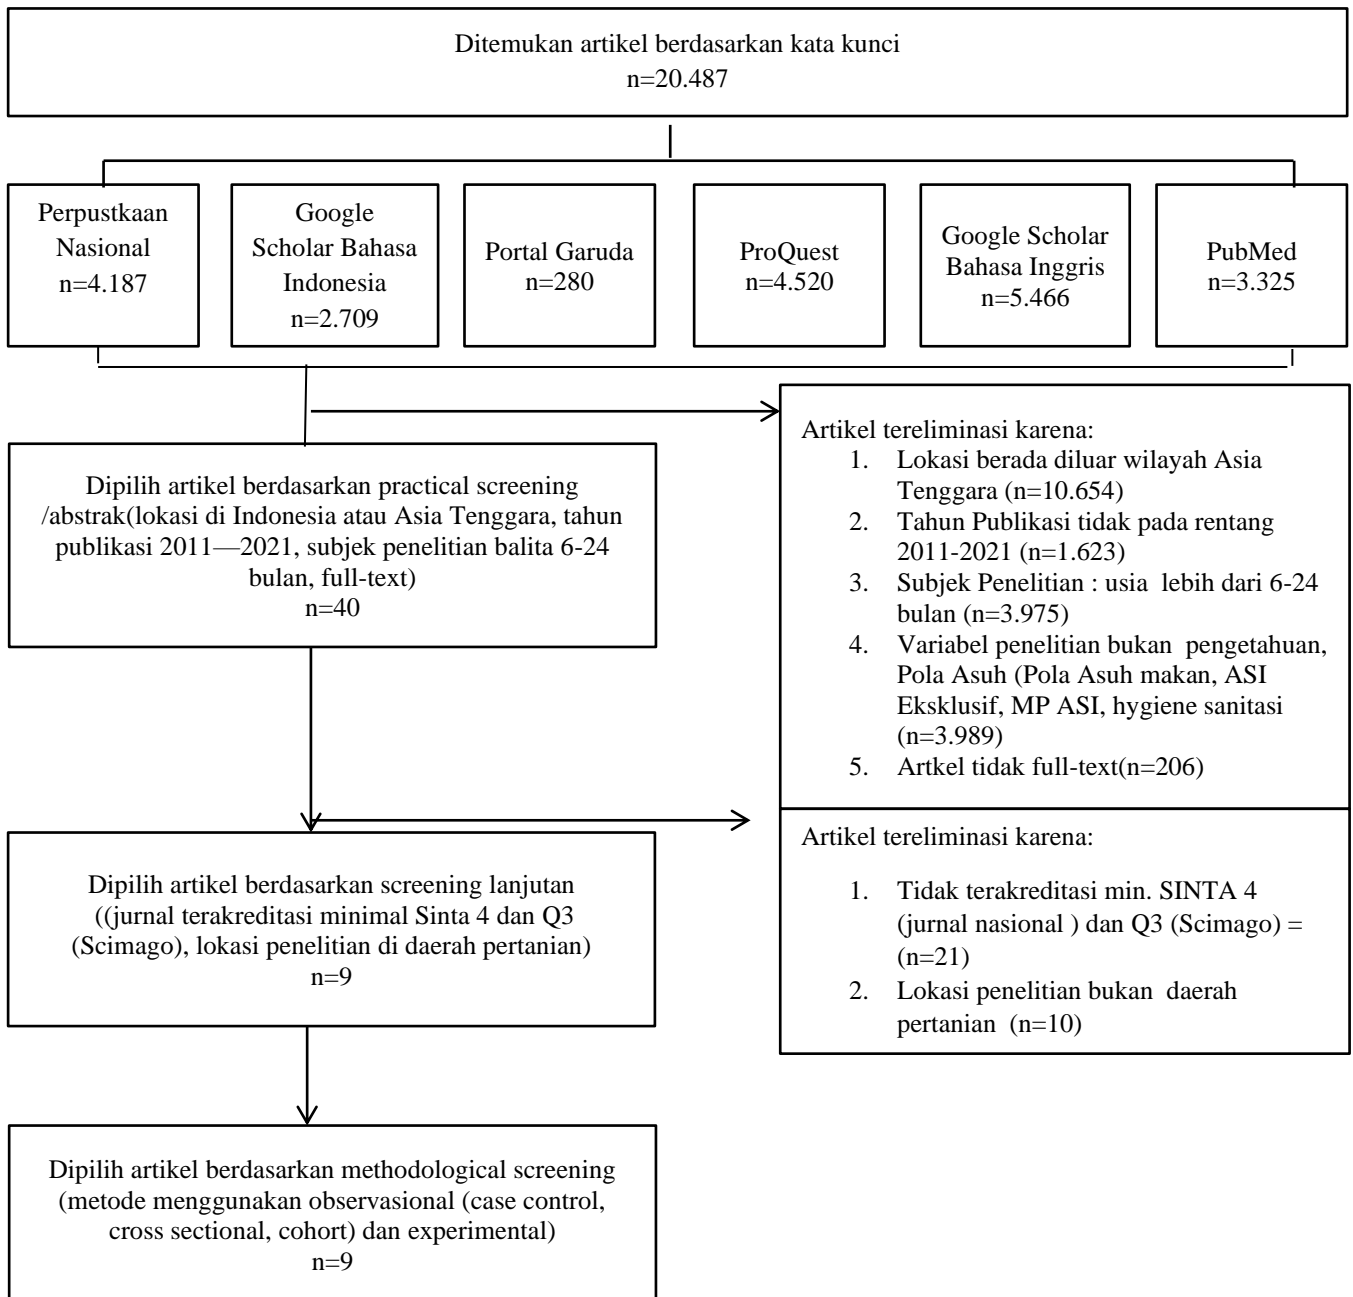 Ditemukan artikel berdasarkan kata kunci
n=20.487
Perpustkaan
Nasional
n=4.187
Google
Scholar Bahasa
Indonesia
n=2.709
Portal Garuda
n=280
ProQuest
n=4.520
Google Scholar
Bahasa Inggris
n=5.466
PubMed
n=3.325
Dipilih artikel berdasarkan practical screening
/abstrak(lokasi di Indonesia atau Asia Tenggara, tahun
publikasi 2011—2021, subjek penelitian balita 6-24
bulan, full-text)
n=40
Artikel tereliminasi karena:
1. Lokasi berada diluar wilayah Asia
Tenggara (n=10.654)
2. Tahun Publikasi tidak pada rentang
2011-2021 (n=1.623)
3. Subjek Penelitian : usia lebih dari 6-24
bulan (n=3.975)
4. Variabel penelitian bukan pengetahuan,
Pola Asuh (Pola Asuh makan, ASI
Eksklusif, MP ASI, hygiene sanitasi
(n=3.989)
5. Artkel tidak full-text(n=206)
Dipilih artikel berdasarkan screening lanjutan
((jurnal terakreditasi minimal Sinta 4 dan Q3
(Scimago), lokasi penelitian di daerah pertanian)
n=9
Artikel tereliminasi karena:
1. Tidak terakreditasi min. SINTA 4
(jurnal nasional ) dan Q3 (Scimago) =
(n=21)
2. Lokasi penelitian bukan daerah
pertanian (n=10)
Dipilih artikel berdasarkan methodological screening
(metode menggunakan observasional (case control,
cross sectional, cohort) dan experimental)
n=9